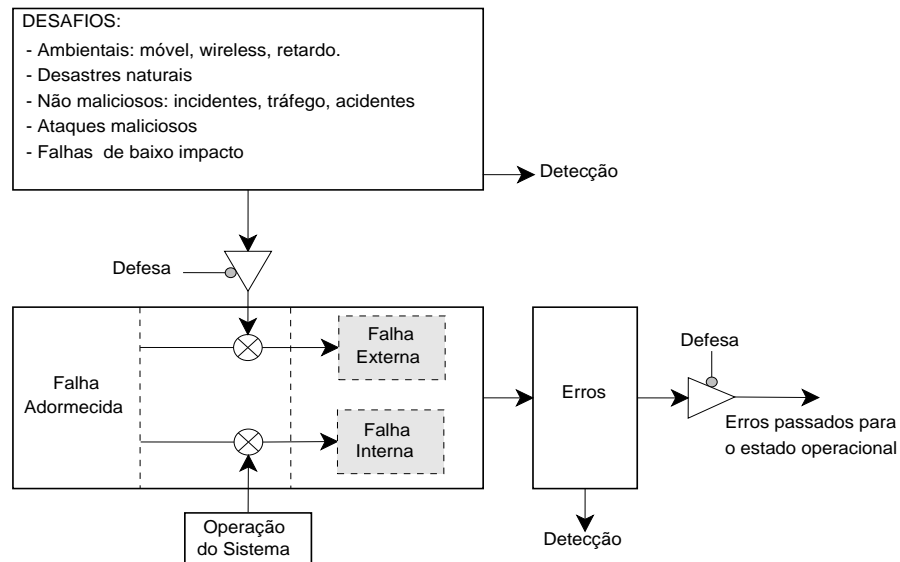 DESAFIOS:
- Ambientais: móvel, wireless, retardo.
- Desastres naturais
- Não maliciosos: incidentes, tráfego, acidentes
- Ataques maliciosos
- Falhas de baixo impacto
Detecção
Defesa
Falha
Adormecida
Falha
Externa
Falha
Interna
Operação
do Sistema
Erros
Detecção
Defesa
Erros passados para
o estado operacional